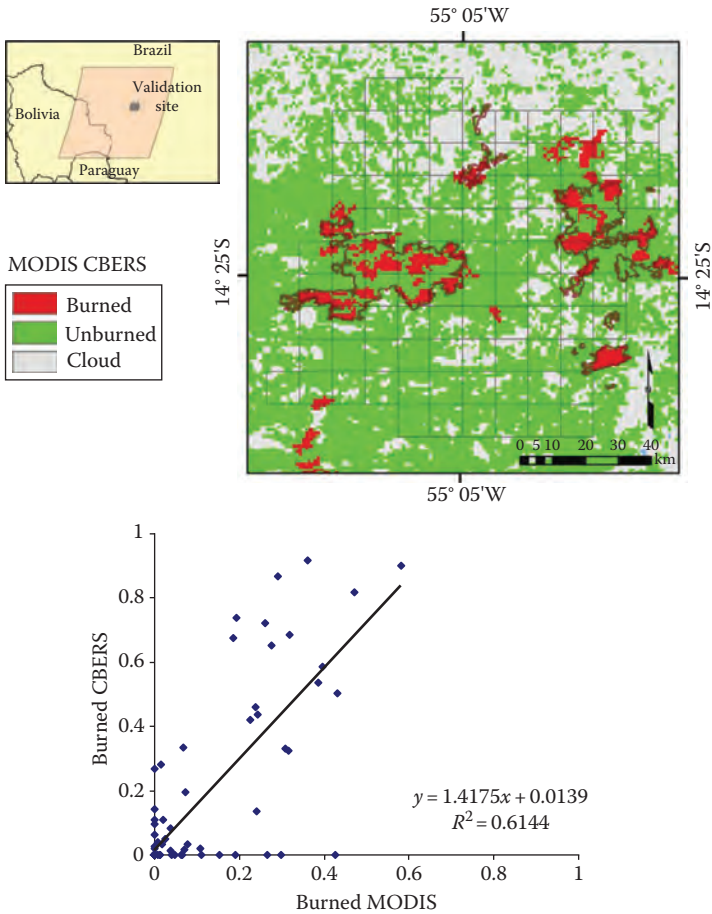 55° 05'W
Brazil
Validation
site
Bolivia
Paraguay
14° 25'S
14° 25'S
MODIS CBERS
Burned
Unburned
Cloud
0 5 10 20 30 40
km
55° 05'W
1
0.8
0.6
0.4
0.2
0
Burned CBERS
y = 1.4175x + 0.0139
R² = 0.6144
0 0.2 0.4 0.6 0.8 1
Burned MODIS